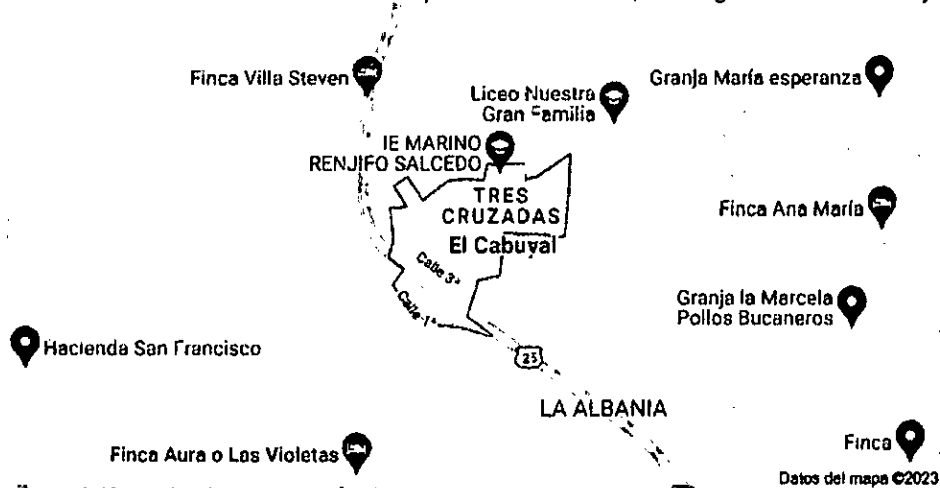 Finca Villa Steven
Liceo Nuestra
Gran Familia
Granja María esperanza
IE MARINO
RENJIFO SALCEDO
TRES
CRUZADAS
El Cabuyal
Finca Ana María
Calle 3ª
Calle 1ª
Granja la Marcela
Pollos Bucaneros
Hacienda San Francisco
25
LA ALBANIA
Finca Aura o Las Violetas
Finca
Datos del mapa ©2023